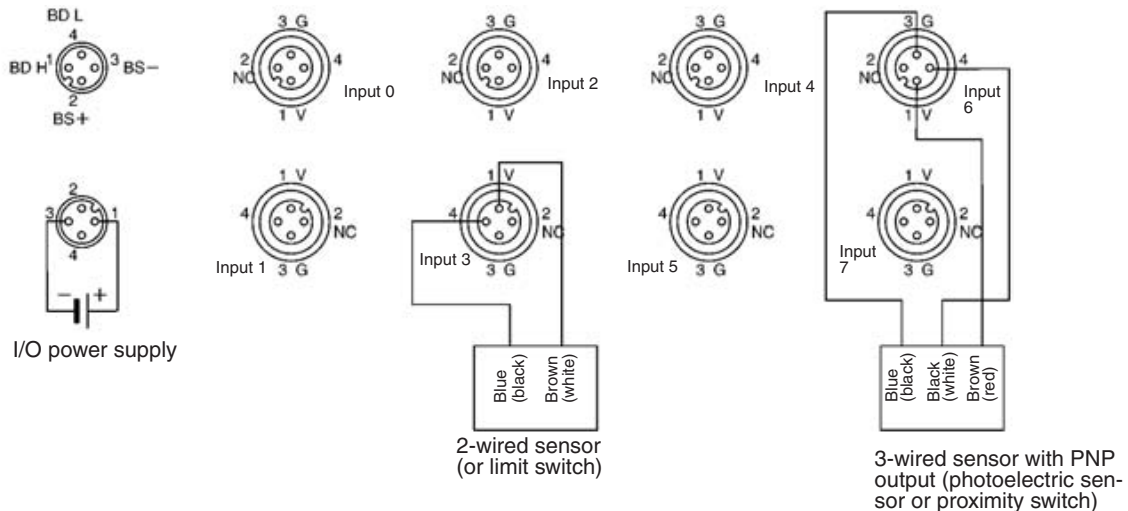 BD L
4
BD H 1
3 BS−
2
BS+
3 G
2
NC
4
Input 0
1 V
3 G
2
NC
4
Input 2
1 V
3 G
2
NC
4
Input 4
1 V
3 G
2
NC
4
Input
6
1 V
2
3
1
4
− +
I/O power supply
1 V
4
2
NC
Input 1
3 G
1 V
4
2
NC
Input 3
3 G
1 V
4
2
NC
Input 5
3 G
1 V
4
2
NC
Input
7
3 G
Blue
(black)
Brown
(white)
2-wired sensor
(or limit switch)
Blue
(black)
Black
(white)
Brown
(red)
3-wired sensor with PNP
output (photoelectric sen-
sor or proximity switch)